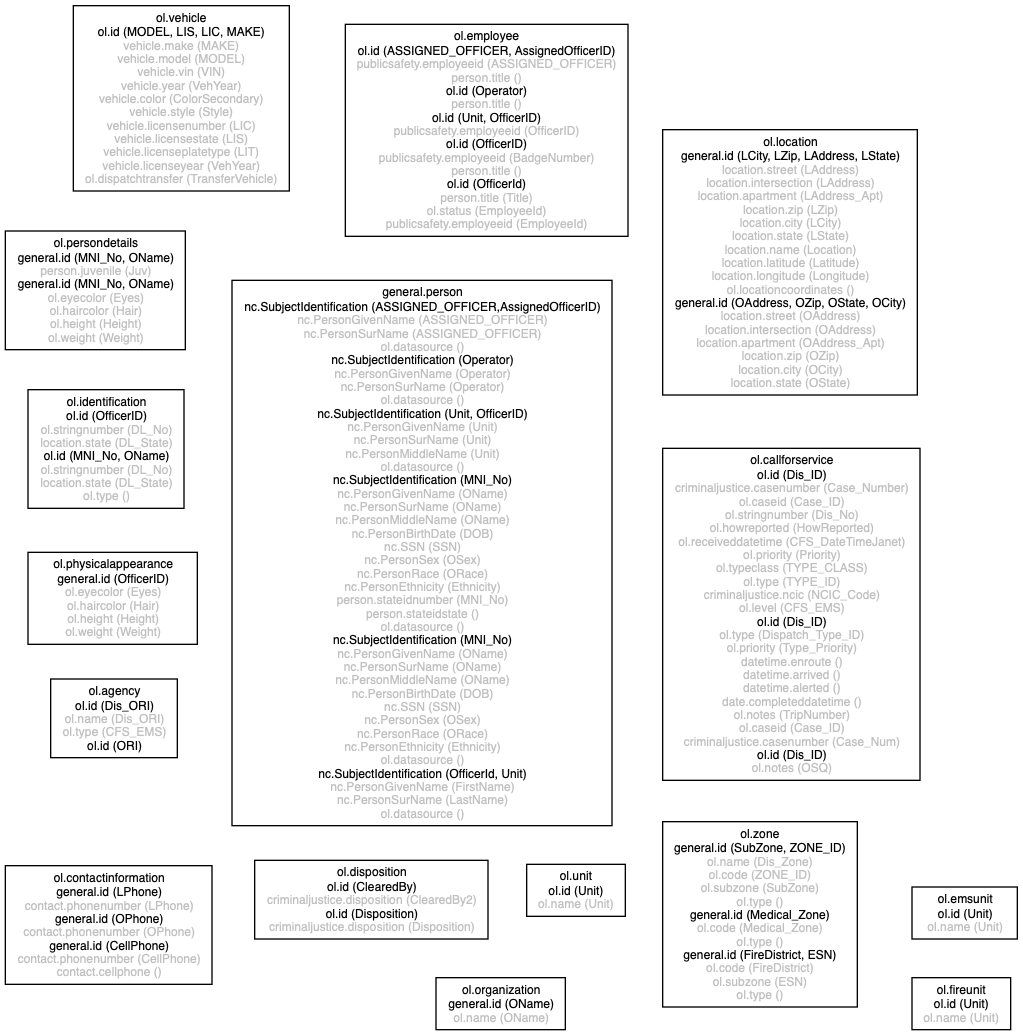 ol.vehicle
ol.id (MODEL, LIS, LIC, MAKE)
vehicle.make (MAKE)
vehicle.model (MODEL)
vehicle.vin (VIN)
vehicle.year (VehYear)
vehicle.color (ColorSecondary)
vehicle.style (Style)
vehicle.licensenumber (LIC)
vehicle.licensestate (LIS)
vehicle.licenseplatetype (LIT)
vehicle.licenseyear (VehYear)
ol.dispatchtransfer (TransferVehicle)
ol.employee
ol.id (ASSIGNED_OFFICER, AssignedOfficerID)
publicsafety.employeeid (ASSIGNED_OFFICER)
person.title ()
ol.id (Operator)
person.title ()
ol.id (Unit, OfficerID)
publicsafety.employeeid (OfficerID)
ol.id (OfficerID)
publicsafety.employeeid (BadgeNumber)
person.title ()
ol.id (OfficerId)
person.title (Title)
ol.status (EmployeeId)
publicsafety.employeeid (EmployeeId)
ol.location
general.id (LCity, LZip, LAddress, LState)
location.street (LAddress)
location.intersection (LAddress)
location.apartment (LAddress_Apt)
location.zip (LZip)
location.city (LCity)
location.state (LState)
location.name (Location)
location.latitude (Latitude)
location.longitude (Longitude)
ol.locationcoordinates ()
general.id (OAddress, OZip, OState, OCity)
location.street (OAddress)
location.intersection (OAddress)
location.apartment (OAddress_Apt)
location.zip (OZip)
location.city (OCity)
location.state (OState)
ol.persondetails
general.id (MNI_No, OName)
person.juvenile (Juv)
general.id (MNI_No, OName)
ol.eyecolor (Eyes)
ol.haircolor (Hair)
ol.height (Height)
ol.weight (Weight)
general.person
nc.SubjectIdentification (ASSIGNED_OFFICER,AssignedOfficerID)
nc.PersonGivenName (ASSIGNED_OFFICER)
nc.PersonSurName (ASSIGNED_OFFICER)
ol.datasource ()
nc.SubjectIdentification (Operator)
nc.PersonGivenName (Operator)
nc.PersonSurName (Operator)
ol.datasource ()
nc.SubjectIdentification (Unit, OfficerID)
nc.PersonGivenName (Unit)
nc.PersonSurName (Unit)
nc.PersonMiddleName (Unit)
ol.datasource ()
nc.SubjectIdentification (MNI_No)
nc.PersonGivenName (OName)
nc.PersonSurName (OName)
nc.PersonMiddleName (OName)
nc.PersonBirthDate (DOB)
nc.SSN (SSN)
nc.PersonSex (OSex)
nc.PersonRace (ORace)
nc.PersonEthnicity (Ethnicity)
person.stateidnumber (MNI_No)
person.stateidstate ()
ol.datasource ()
nc.SubjectIdentification (MNI_No)
nc.PersonGivenName (OName)
nc.PersonSurName (OName)
nc.PersonMiddleName (OName)
nc.PersonBirthDate (DOB)
nc.SSN (SSN)
nc.PersonSex (OSex)
nc.PersonRace (ORace)
nc.PersonEthnicity (Ethnicity)
ol.datasource ()
nc.SubjectIdentification (OfficerId, Unit)
nc.PersonGivenName (FirstName)
nc.PersonSurName (LastName)
ol.datasource ()
ol.identification
ol.id (OfficerID)
ol.stringnumber (DL_No)
location.state (DL_State)
ol.id (MNI_No, OName)
ol.stringnumber (DL_No)
location.state (DL_State)
ol.type ()
ol.callforservice
ol.id (Dis_ID)
criminaljustice.casenumber (Case_Number)
ol.caseid (Case_ID)
ol.stringnumber (Dis_No)
ol.howreported (HowReported)
ol.receiveddatetime (CFS_DateTimeJanet)
ol.priority (Priority)
ol.typeclass (TYPE_CLASS)
ol.type (TYPE_ID)
criminaljustice.ncic (NCIC_Code)
ol.level (CFS_EMS)
ol.id (Dis_ID)
ol.type (Dispatch_Type_ID)
ol.priority (Type_Priority)
datetime.enroute ()
datetime.arrived ()
datetime.alerted ()
date.completeddatetime ()
ol.notes (TripNumber)
ol.caseid (Case_ID)
criminaljustice.casenumber (Case_Num)
ol.id (Dis_ID)
ol.notes (OSQ)
ol.physicalappearance
general.id (OfficerID)
ol.eyecolor (Eyes)
ol.haircolor (Hair)
ol.height (Height)
ol.weight (Weight)
ol.agency
ol.id (Dis_ORI)
ol.name (Dis_ORI)
ol.type (CFS_EMS)
ol.id (ORI)
ol.contactinformation
general.id (LPhone)
contact.phonenumber (LPhone)
general.id (OPhone)
contact.phonenumber (OPhone)
general.id (CellPhone)
contact.phonenumber (CellPhone)
contact.cellphone ()
ol.disposition
ol.id (ClearedBy)
criminaljustice.disposition (ClearedBy2)
ol.id (Disposition)
criminaljustice.disposition (Disposition)
ol.unit
ol.id (Unit)
ol.name (Unit)
ol.zone
general.id (SubZone, ZONE_ID)
ol.name (Dis_Zone)
ol.code (ZONE_ID)
ol.subzone (SubZone)
ol.type ()
general.id (Medical_Zone)
ol.code (Medical_Zone)
ol.type ()
general.id (FireDistrict, ESN)
ol.code (FireDistrict)
ol.subzone (ESN)
ol.type ()
ol.emsunit
ol.id (Unit)
ol.name (Unit)
ol.organization
general.id (OName)
ol.name (OName)
ol.fireunit
ol.id (Unit)
ol.name (Unit)